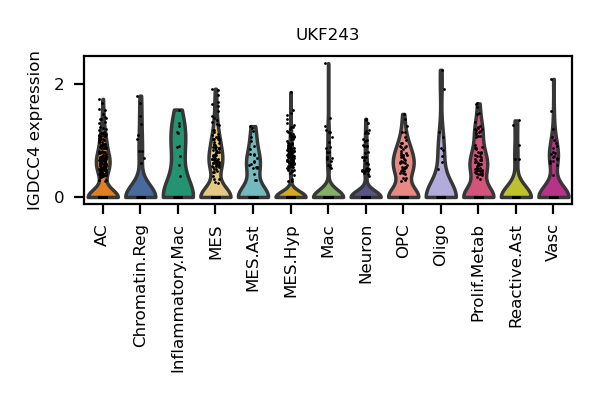 UKF243
IGDCC4 expression
2
0
AC
Chromatin.Reg
Inflammatory.Mac
MES
MES.Ast
MES.Hyp
Mac
Neuron
OPC
Oligo
Prolif.Metab
Reactive.Ast
Vasc